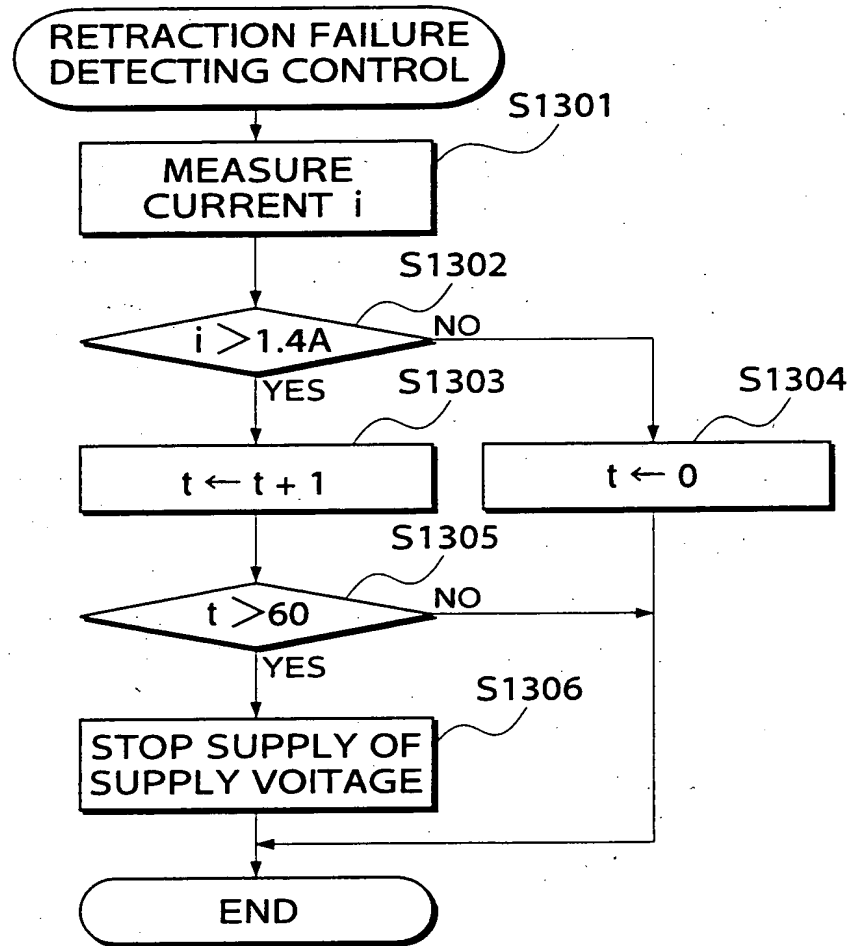 RETRACTION FAILURE
DETECTING CONTROL
S1301
MEASURE
CURRENT i
S1302
i >1.4A
NO
YES
S1303
S1304
t ← t + 1
t ← 0
S1305
t >60
NO
YES
S1306
STOP SUPPLY OF
SUPPLY VOITAGE
END